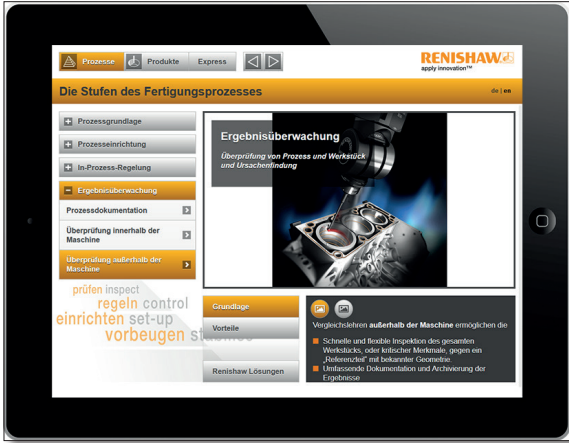 Prozesse
Produkte
Express
RENISHAW
apply innovation™
Die Stufen des Fertigungsprozesses
de | en
Prozessgrundlage
Prozesseinrichtung
In-Prozess-Regelung
Ergebnisüberwachung
Prozessdokumentation
Überprüfung innerhalb der
Maschine
Überprüfung außerhalb der
Maschine
Ergebnisüberwachung
Überprüfung von Prozess und Werkstück
und Ursachenfindung
prüfen inspect
regeln control
einrichten set-up
vorbeugen
Grundlage
Vorteile
Renishaw Lösungen
Vergleichslehren außerhalb der Maschine ermöglichen die
Schnelle und flexible Inspektion des gesamten
Werkstücks, oder kritischer Merkmale, gegen ein
„Referenzteil" mit bekannter Geometrie.
Umfassende Dokumentation und Archivierung der
Ergebnisse